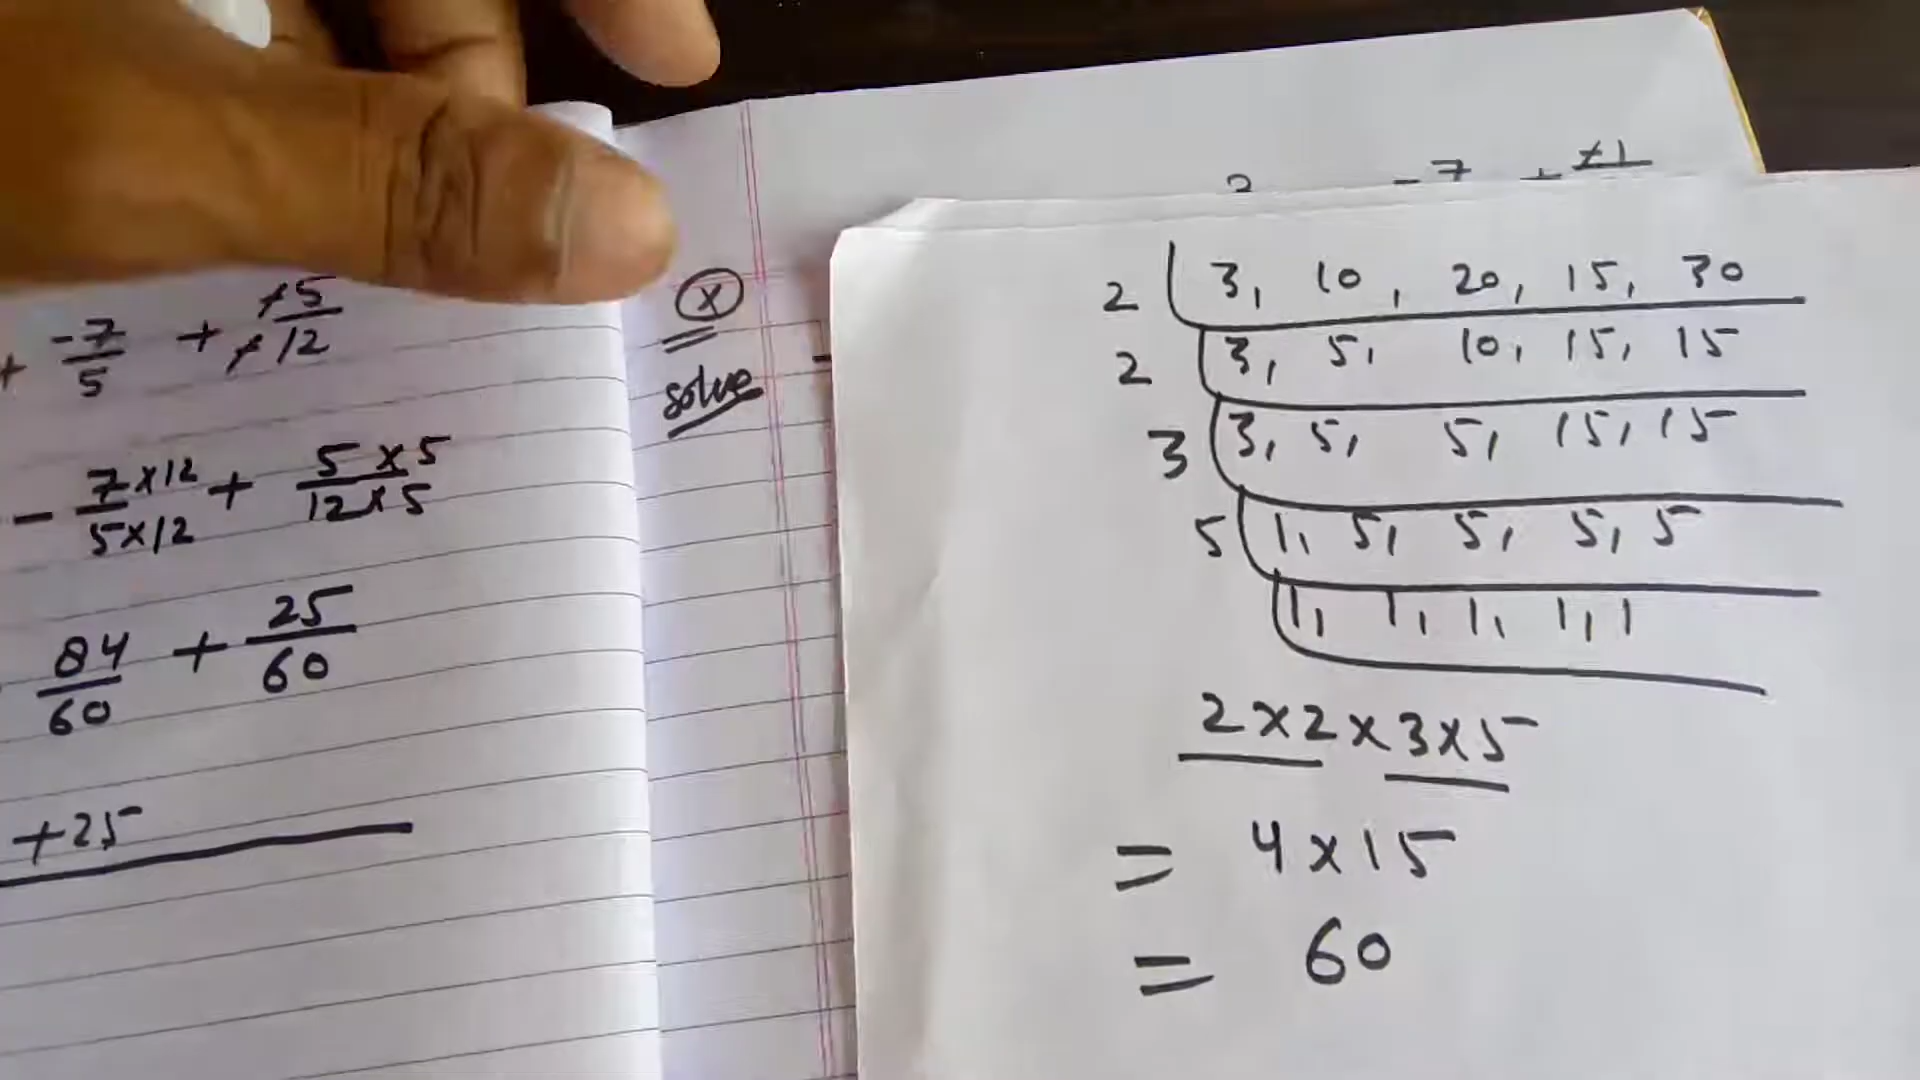 + -7/5 + -5/-12
- 7×12/5×12 + 5×5/12×5
84/60 + 25/60
+25
(x)
solve
-7 + -1
2 | 3, 10, 20, 15, 30
2 | 3, 5, 10, 15, 15
3 | 3, 5, 5, 15, 15
5 | 1, 5, 5, 5, 5
1, 1, 1, 1, 1
2×2×3×5
= 4×15
= 60